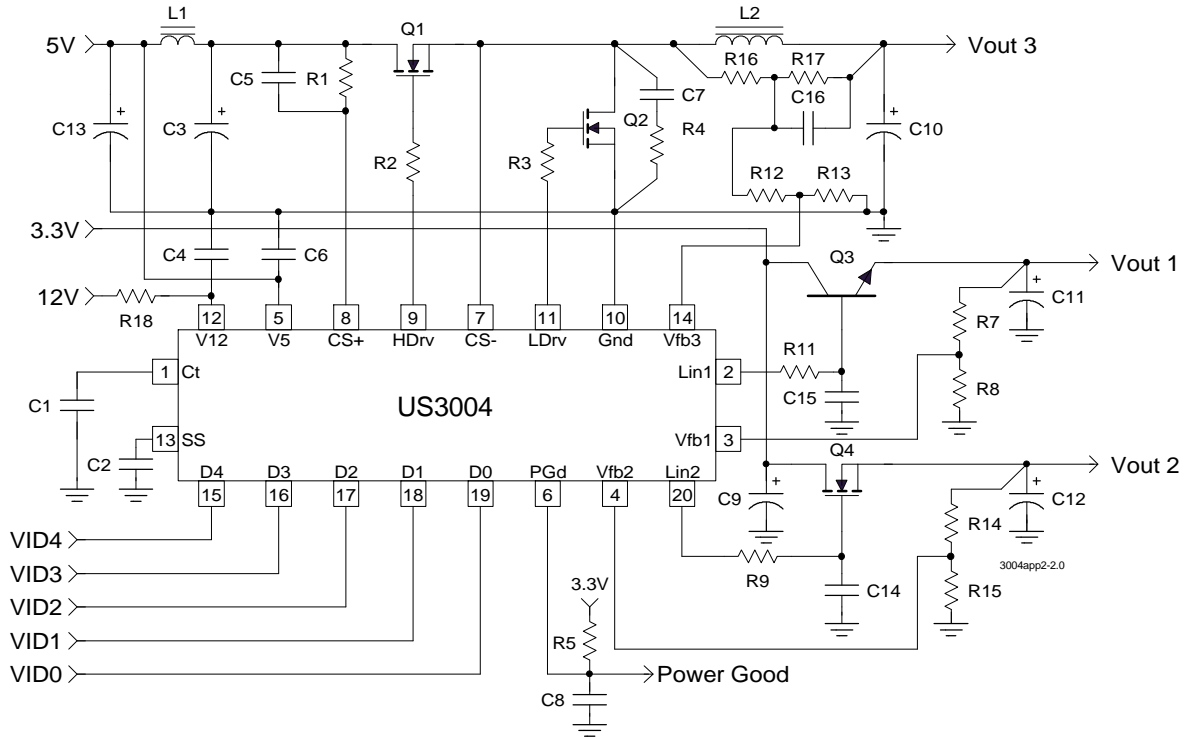 L1
Q1
L2
5V
Vout 3
R16
R17
C5
R1
C7
C16
C13
C3
Q2
R4
C10
R2
R3
R12
R13
3.3V
C4
C6
Q3
Vout 1
12V
C11
R18
R7
12
5
8
9
7
11
10
14
V12
V5
CS+
HDrv
CS-
LDrv
Gnd
Vfb3
R11
1
Ct
Lin1
2
C1
US3004
C15
R8
13
SS
Vfb1
3
C2
Q4
D4
D3
D2
D1
D0
PGd
Vfb2
Lin2
Vout 2
15
16
17
18
19
6
4
20
C9
C12
R14
VID4
3004app2-2.0
VID3
R9
C14
R15
3.3V
VID2
R5
VID1
VID0
Power Good
C8
+
+
+
+
+
+